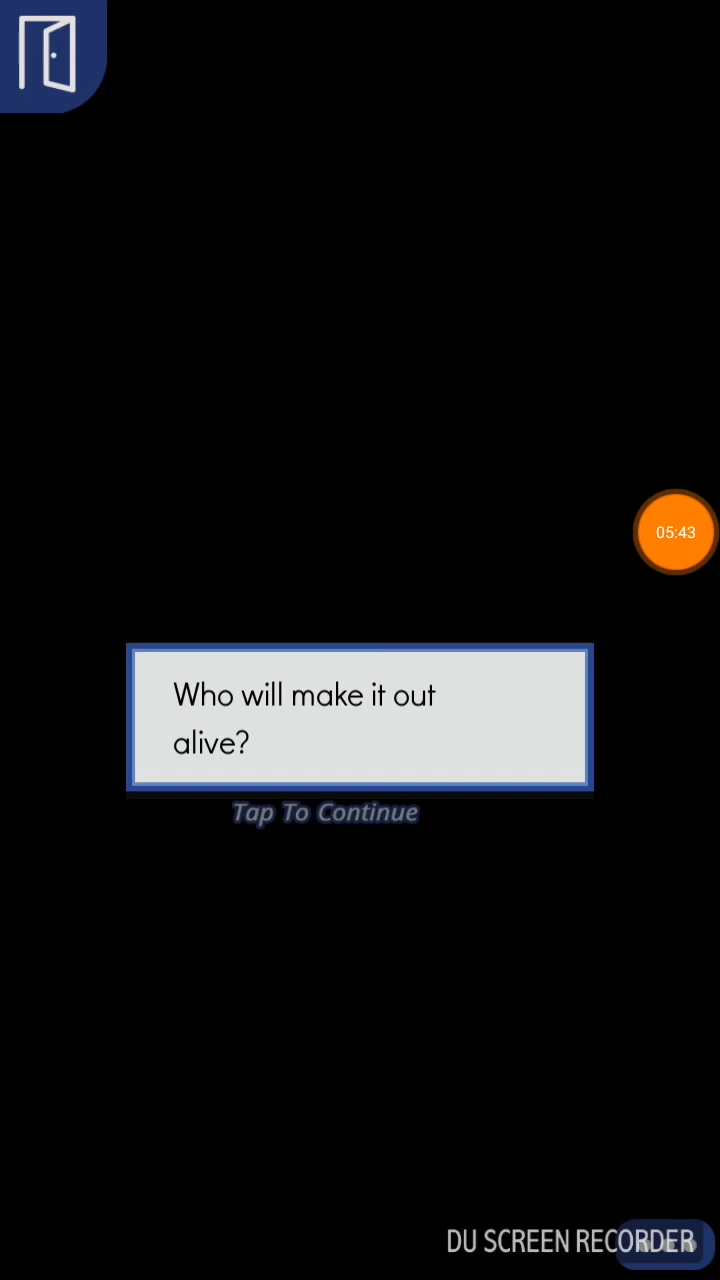 05:43
Who will make it out
alive?
Tap To Continue
DU SCREEN RECORDER